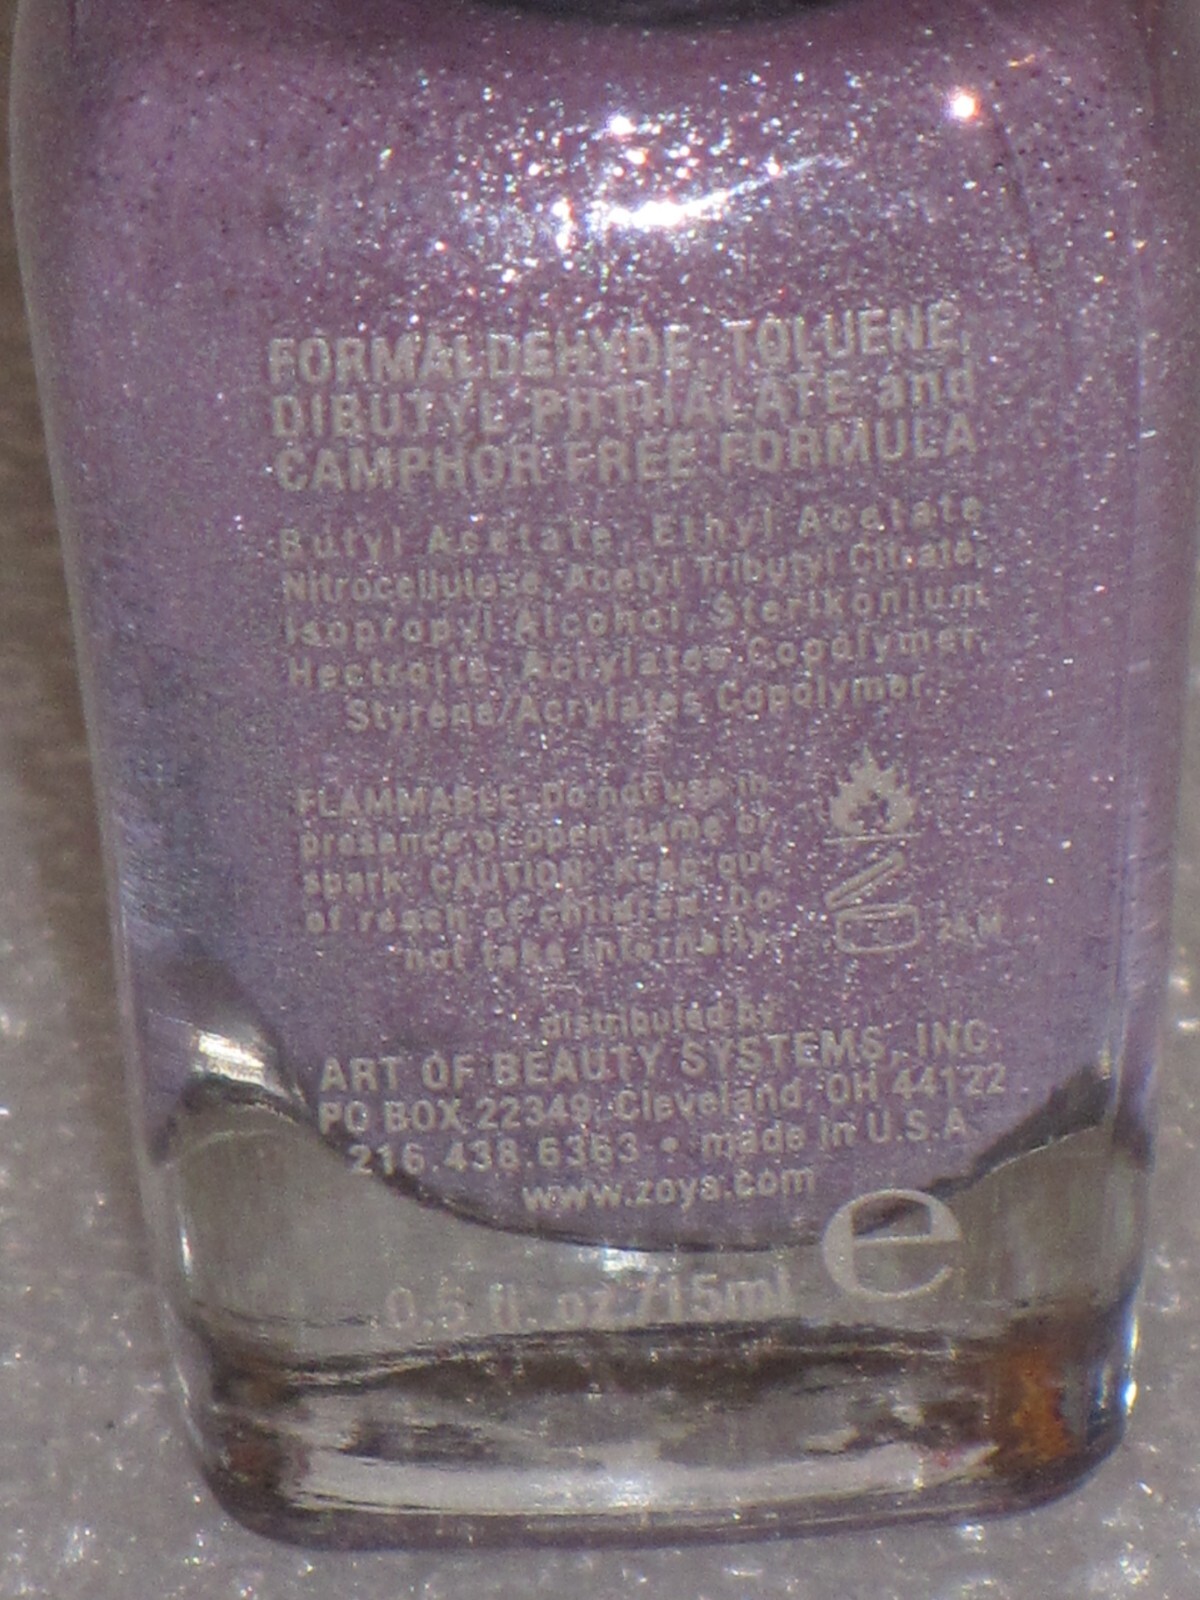 FORMALDEHYDE, TOLUENE,
DIBUTYL PHTHALATE and
CAMPHOR FREE FORMULA
Butyl Acetate, Ethyl Acetate
Nitrocellulose, Acetyl Tributyl Citrate,
Isopropyl Alcohol, Stearlkonium
Hectroite, Acrylates Copolymer,
Styrene/Acrylates Copolymer.
FLAMMABLE: Do not use in
presence of open flame or
spark. CAUTION: Keep out
of reach of children. Do
not take internally.
24 M
distributed by
ART OF BEAUTY SYSTEMS, INC.
PO BOX 22349, Cleveland, OH 44122
216.438.6363 • made in U.S.A.
www.zoya.com
0.5 fl. oz./15ml e